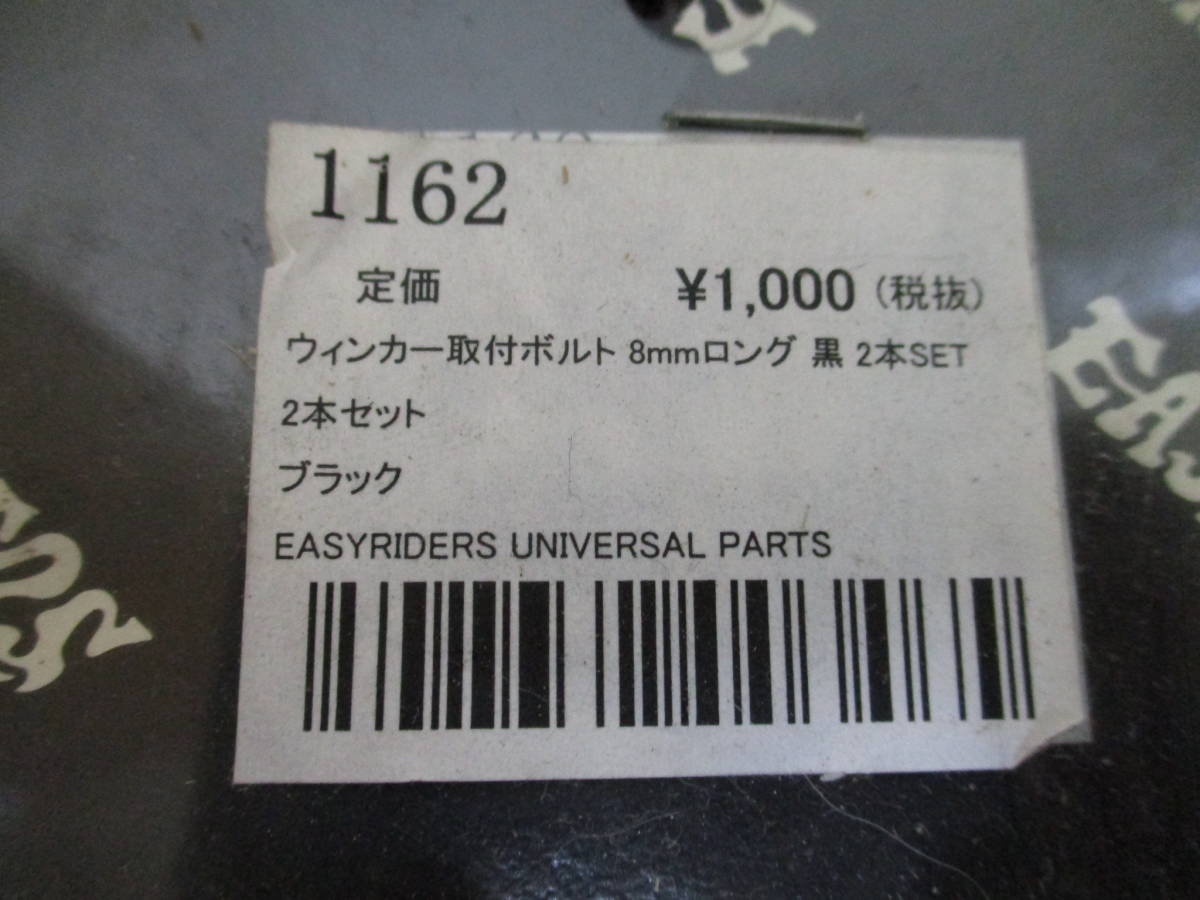 1162
定価 ¥1,000 (税抜)
ウィンカー取付ボルト 8mmロング 黒 2本SET
2本セット
ブラック
EASYRIDERS UNIVERSAL PARTS